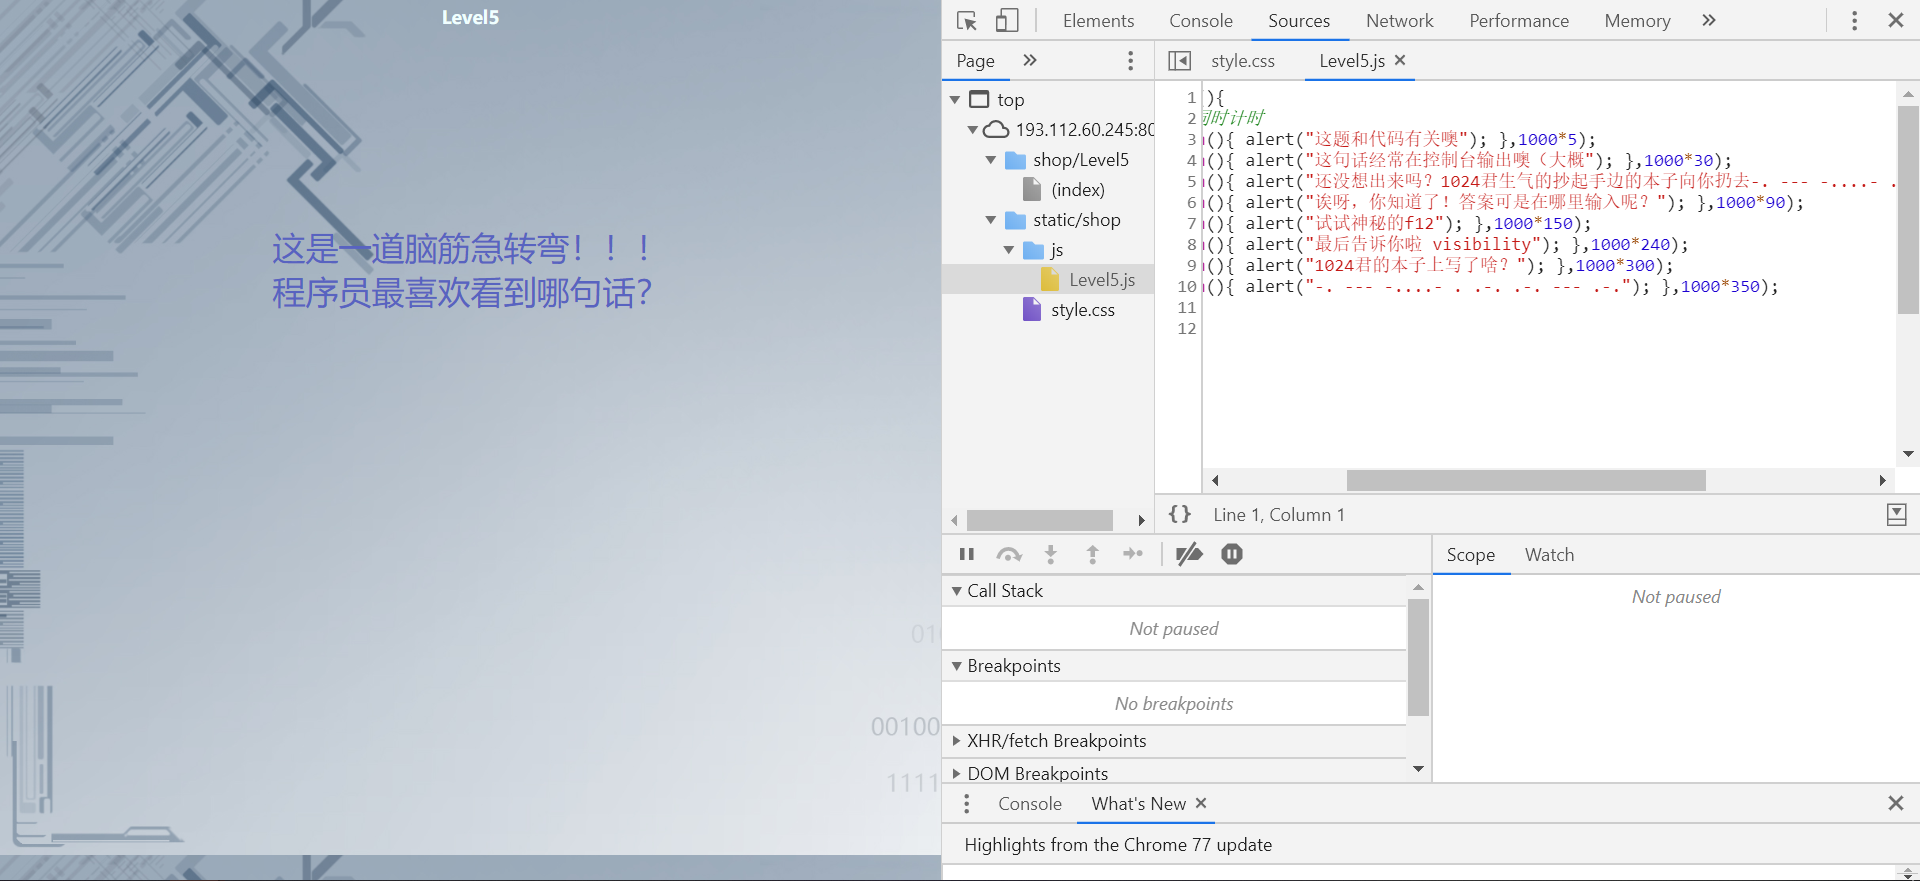 Level5
这是一道脑筋急转弯！！！
程序员最喜欢看到哪句话？
00100
1111
Elements Console Sources Network Performance Memory »
Page »
style.css Level5.js ×
top
193.112.60.245:80
shop/Level5
(index)
static/shop
js
Level5.js
style.css
1 ){
2 时计时
3 (){ alert("这题和代码有关噢"); },1000*5);
4 (){ alert("这句话经常在控制台输出噢（大概"); },1000*30);
5 (){ alert("还没想出来吗？1024君生气的抄起手边的本子向你扔去-. --- -....- .
6 (){ alert("诶呀，你知道了！答案可是在哪里输入呢？"); },1000*90);
7 (){ alert("试试神秘的f12"); },1000*150);
8 (){ alert("最后告诉你啦 visibility"); },1000*240);
9 (){ alert("1024君的本子上写了啥？"); },1000*300);
10 (){ alert("-. --- -....- . .-. .-. --- .-."); },1000*350);
11
12
{} Line 1, Column 1
Scope Watch
Call Stack
Not paused
Not paused
Breakpoints
No breakpoints
XHR/fetch Breakpoints
DOM Breakpoints
Console What's New ×
Highlights from the Chrome 77 update